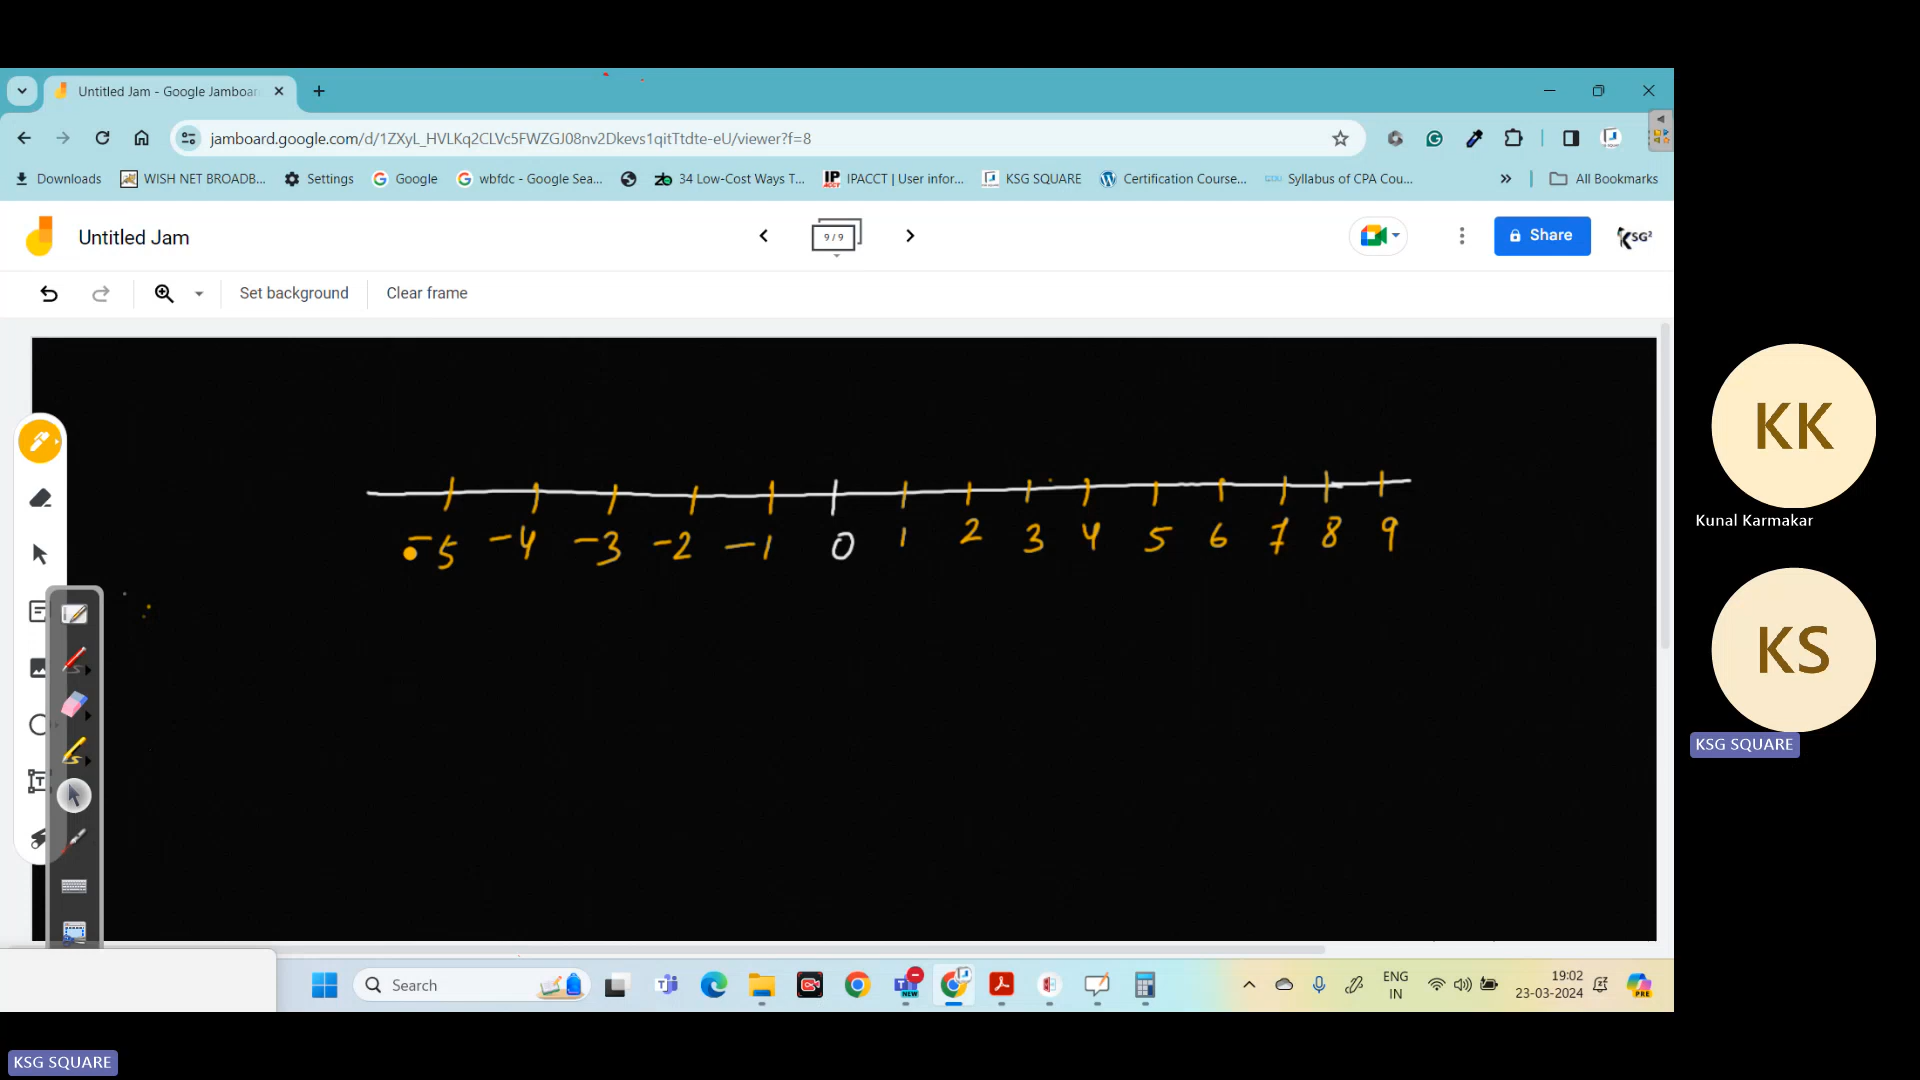 Untitled Jam - Google Jamboar
jamboard.google.com/d/1ZXyL_HVLKq2CLVc5FWZGJ08nv2Dkevs1qitTtdte-eU/viewer?f=8
Downloads WISH NET BROADB... Settings Google wbfdc - Google Sea... 34 Low-Cost Ways T... IPACCT | User infor... KSG SQUARE Certification Course... Syllabus of CPA Cou... » All Bookmarks
Untitled Jam 9 / 9 Share KSG²
Set background Clear frame
-5 -4 -3 -2 -1 0 1 2 3 4 5 6 7 8 9
KK
Kunal Karmakar
KS
KSG SQUARE
Search ENG 19:02
IN 23-03-2024
KSG SQUARE